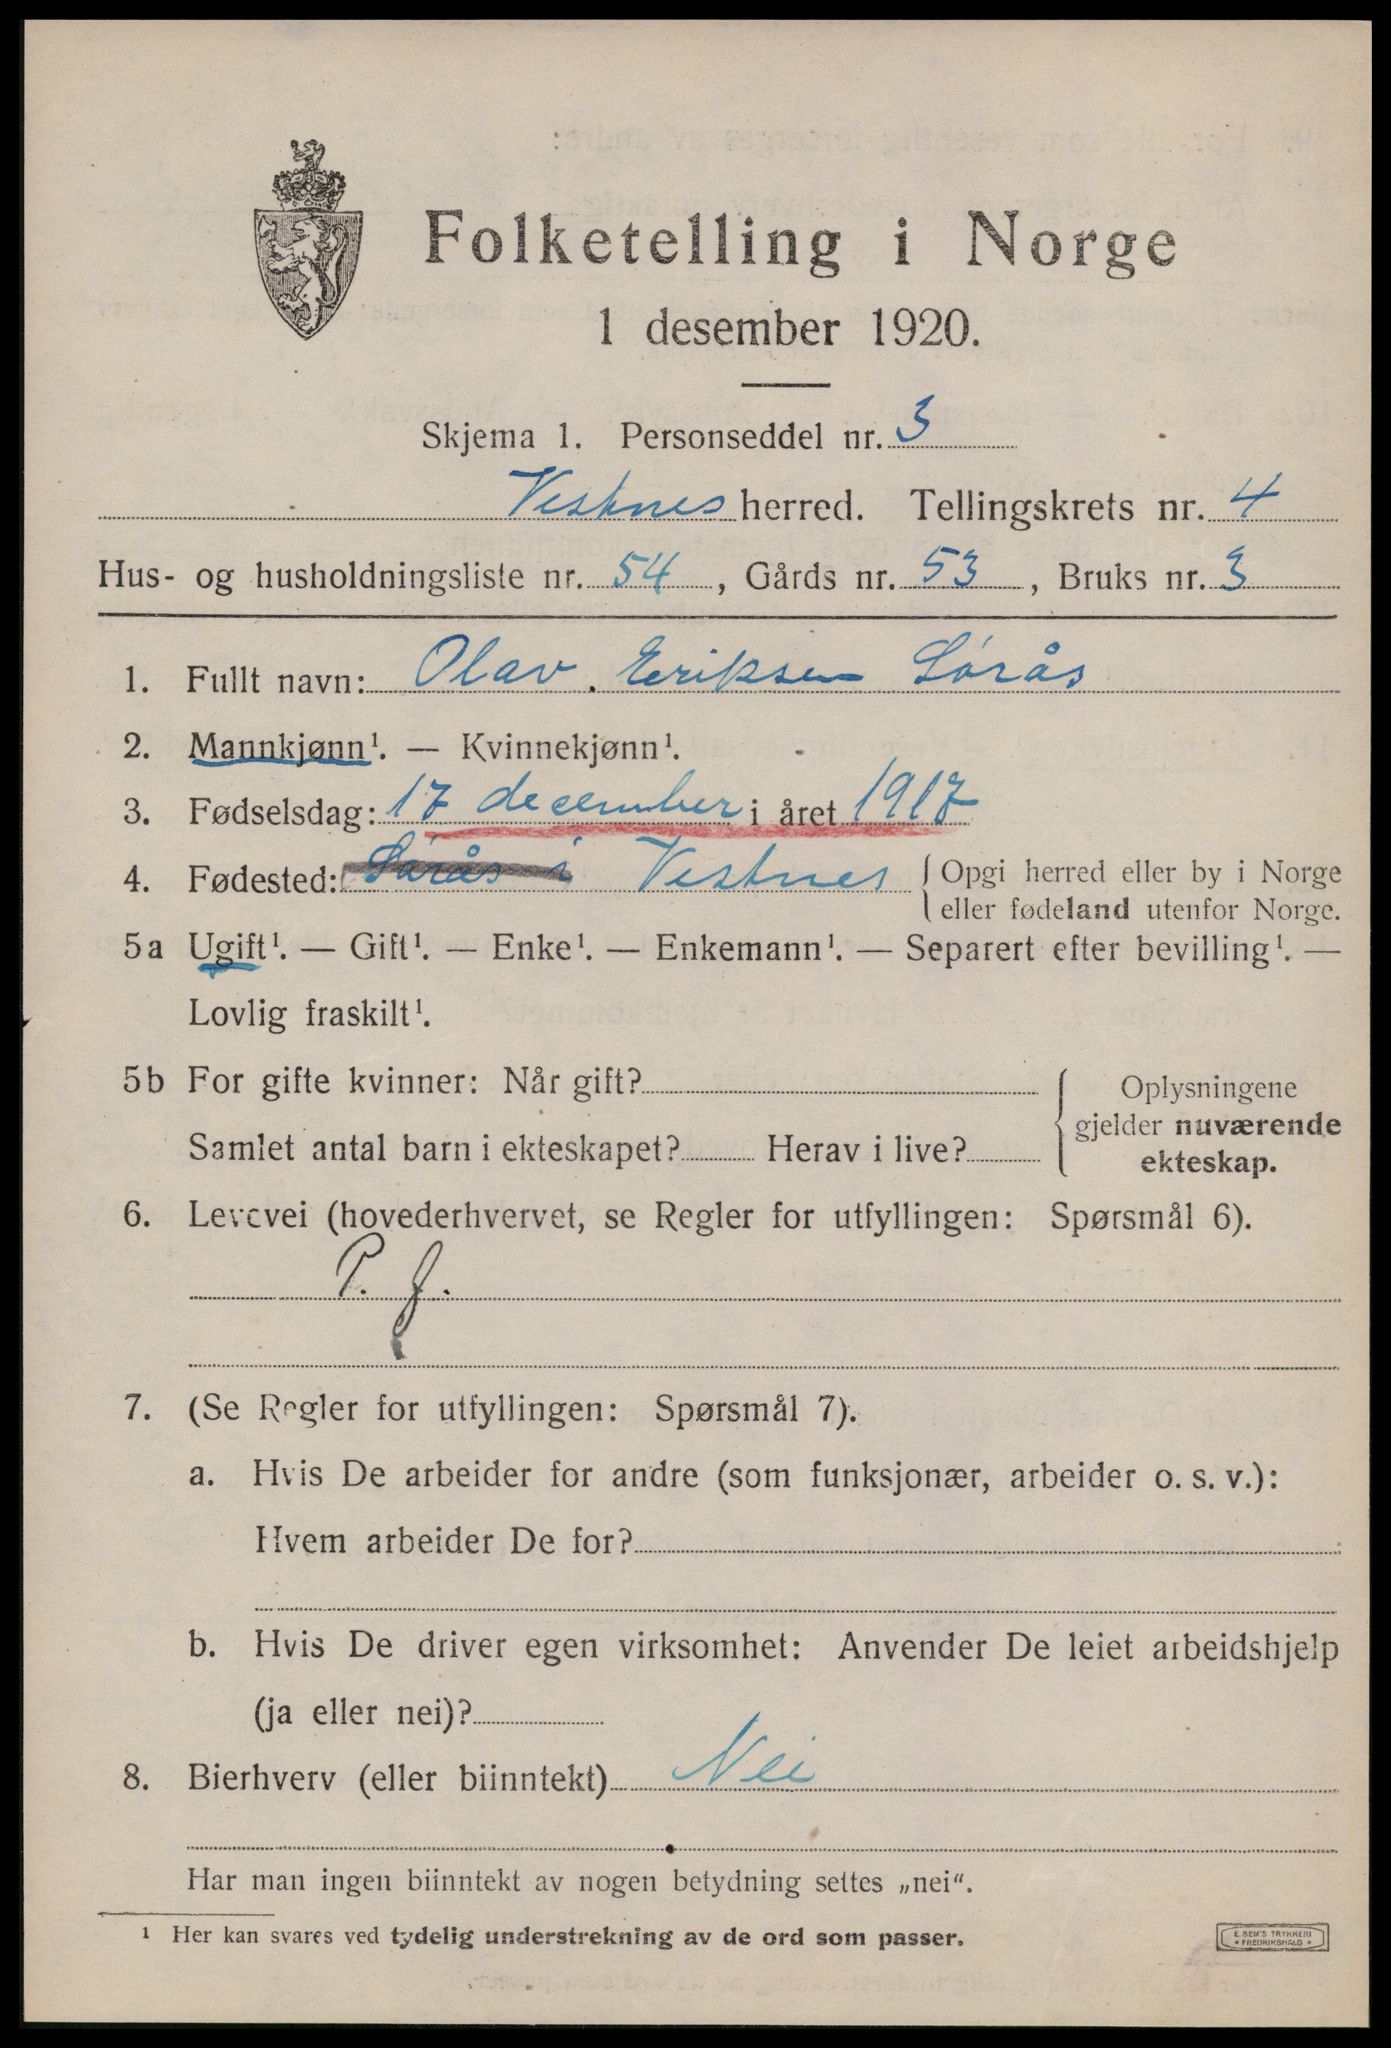 Folketelling i Norge
1 desember 1920.
Skjema 1. Personseddel nr. 3
Vestnes herred. Tellingskrets nr. 4
Hus- og husholdningsliste nr. 54, Gårds nr. 53, Bruks nr. 3
1. Fullt navn: Olav. Eriksen Sørås
2. Mannkjønn¹. — Kvinnekjønn¹.
3. Fødselsdag: 17 december i året 1917
4. Fødested: Sørås i Vestnes { Opgi herred eller by i Norge
eller fødeland utenfor Norge.
5a Ugift¹. — Gift¹. — Enke¹. — Enkemann¹. — Separert efter bevilling¹. —
Lovlig fraskilt¹.
5b For gifte kvinner: Når gift?
Samlet antal barn i ekteskapet? Herav i live?
Oplysningene
gjelder nuværende
ekteskap.
6. Levevei (hovederhvervet, se Regler for utfyllingen: Spørsmål 6).
P. f.
7. (Se Regler for utfyllingen: Spørsmål 7).
a. Hvis De arbeider for andre (som funksjonær, arbeider o. s. v.):
Hvem arbeider De for?
b. Hvis De driver egen virksomhet: Anvender De leiet arbeidshjelp
(ja eller nei)?
8. Bierhverv (eller biinntekt) Nei
Har man ingen biinntekt av nogen betydning settes „nei“.
¹ Her kan svares ved tydelig understrekning av de ord som passer.
E. SEM'S TRYKKERI
* FREDRIKSHALD *